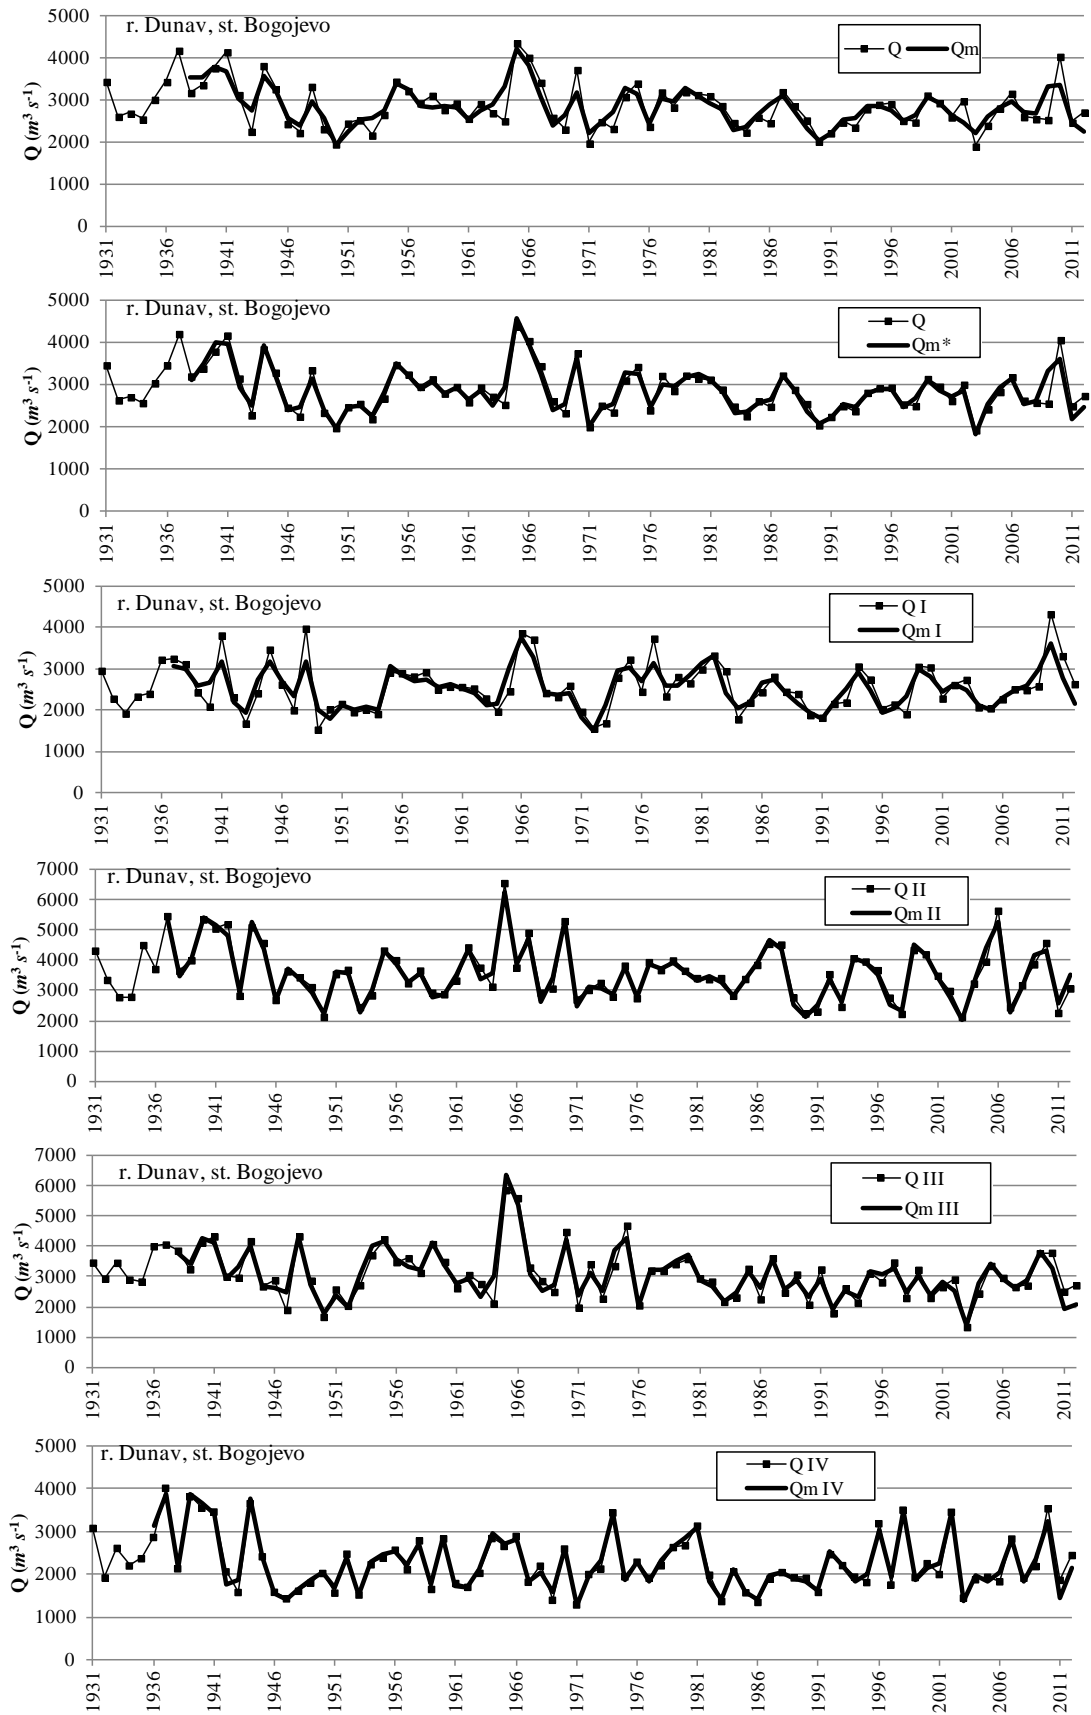 r. Dunav, st. Bogojevo
Q Qm
Q (m³ s⁻¹)
5000
4000
3000
2000
1000
0
1931 1936 1941 1946 1951 1956 1961 1966 1971 1976 1981 1986 1991 1996 2001 2006 2011
r. Dunav, st. Bogojevo
Q
Qm*
Q (m³ s⁻¹)
5000
4000
3000
2000
1000
0
1931 1936 1941 1946 1951 1956 1961 1966 1971 1976 1981 1986 1991 1996 2001 2006 2011
r. Dunav, st. Bogojevo
Q I
Qm I
Q (m³ s⁻¹)
5000
4000
3000
2000
1000
0
1931 1936 1941 1946 1951 1956 1961 1966 1971 1976 1981 1986 1991 1996 2001 2006 2011
r. Dunav, st. Bogojevo
Q II
Qm II
Q (m³ s⁻¹)
7000
6000
5000
4000
3000
2000
1000
0
1931 1936 1941 1946 1951 1956 1961 1966 1971 1976 1981 1986 1991 1996 2001 2006 2011
r. Dunav, st. Bogojevo
Q III
Qm III
Q (m³ s⁻¹)
7000
6000
5000
4000
3000
2000
1000
0
1931 1936 1941 1946 1951 1956 1961 1966 1971 1976 1981 1986 1991 1996 2001 2006 2011
r. Dunav, st. Bogojevo
Q IV
Qm IV
Q (m³ s⁻¹)
5000
4000
3000
2000
1000
0
1931 1936 1941 1946 1951 1956 1961 1966 1971 1976 1981 1986 1991 1996 2001 2006 2011